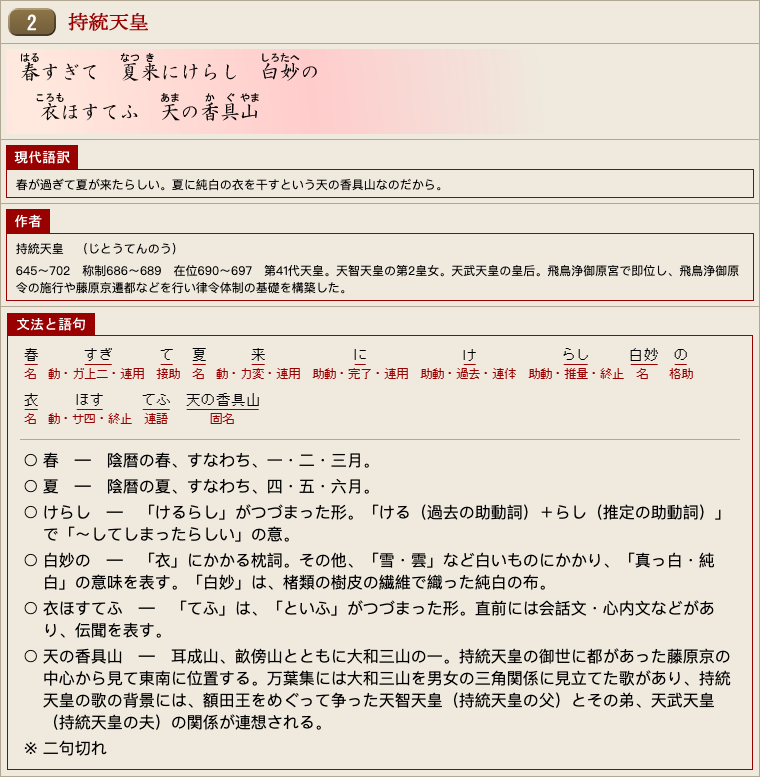 2 持統天皇
はる なつ き しろたへ
春すぎて 夏来にけらし 白妙の
ころも あま か ぐ やま
衣ほすてふ 天の香具山
現代語訳
春が過ぎて夏が来たらしい。夏に純白の衣を干すという天の香具山なのだから。
作者
持統天皇 （じとうてんのう）
645～702 称制686～689 在位690～697 第41代天皇。天智天皇の第2皇女。天武天皇の皇后。飛鳥浄御原宮で即位し、飛鳥浄御原
令の施行や藤原京遷都などを行い律令体制の基礎を構築した。
文法と語句
春 すぎ て 夏 来 に け らし 白妙 の
名 動・ガ上二・連用 接助 名 動・カ変・連用 助動・完了・連用 助動・過去・連体 助動・推量・終止 名 格助
衣 ほす てふ 天の香具山
名 動・サ四・終止 連語 固名
○ 春 ― 陰暦の春、すなわち、一・二・三月。
○ 夏 ― 陰暦の夏、すなわち、四・五・六月。
○ けらし ― 「けるらし」がつづまった形。「ける（過去の助動詞）＋らし（推定の助動詞）」
で「～してしまったらしい」の意。
○ 白妙の ― 「衣」にかかる枕詞。その他、「雪・雲」など白いものにかかり、「真っ白・純
白」の意味を表す。「白妙」は、楮類の樹皮の繊維で織った純白の布。
○ 衣ほすてふ ― 「てふ」は、「といふ」がつづまった形。直前には会話文・心内文などがあ
り、伝聞を表す。
○ 天の香具山 ― 耳成山、畝傍山とともに大和三山の一。持統天皇の御世に都があった藤原京の
中心から見て東南に位置する。万葉集には大和三山を男女の三角関係に見立てた歌があり、持統
天皇の歌の背景には、額田王をめぐって争った天智天皇（持統天皇の父）とその弟、天武天皇
（持統天皇の夫）の関係が連想される。
※ 二句切れ